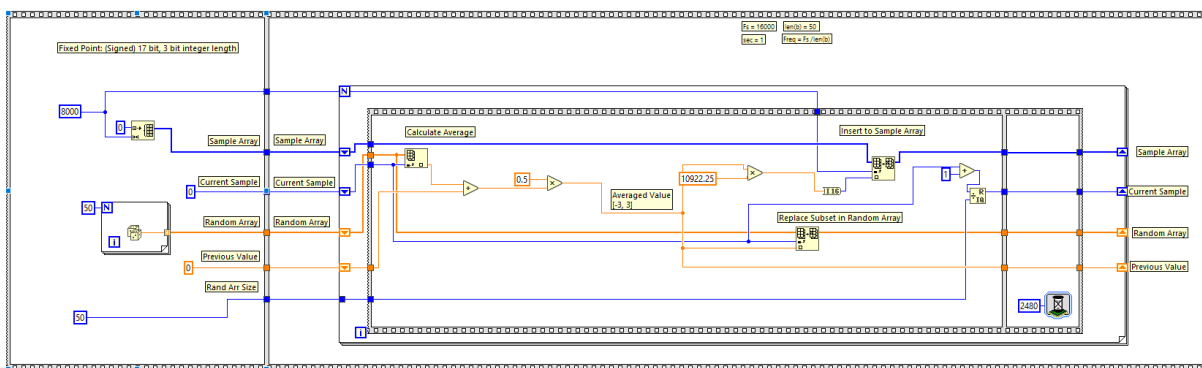 Fs = 16000
len(b) = 50
sec = 1
Freq = Fs /len(b)
Fixed Point: (Signed) 17 bit, 3 bit integer length
8000
0
Sample Array
Sample Array
0
Current Sample
Current Sample
50
N
i
Random Array
Random Array
0
Previous Value
Rand Arr Size
50
N
Calculate Average
0.5
Averaged Value
[-3, 3]
10922.25
I16
Insert to Sample Array
Replace Subset in Random Array
1
R
IQ
2480
i
Sample Array
Current Sample
Random Array
Previous Value